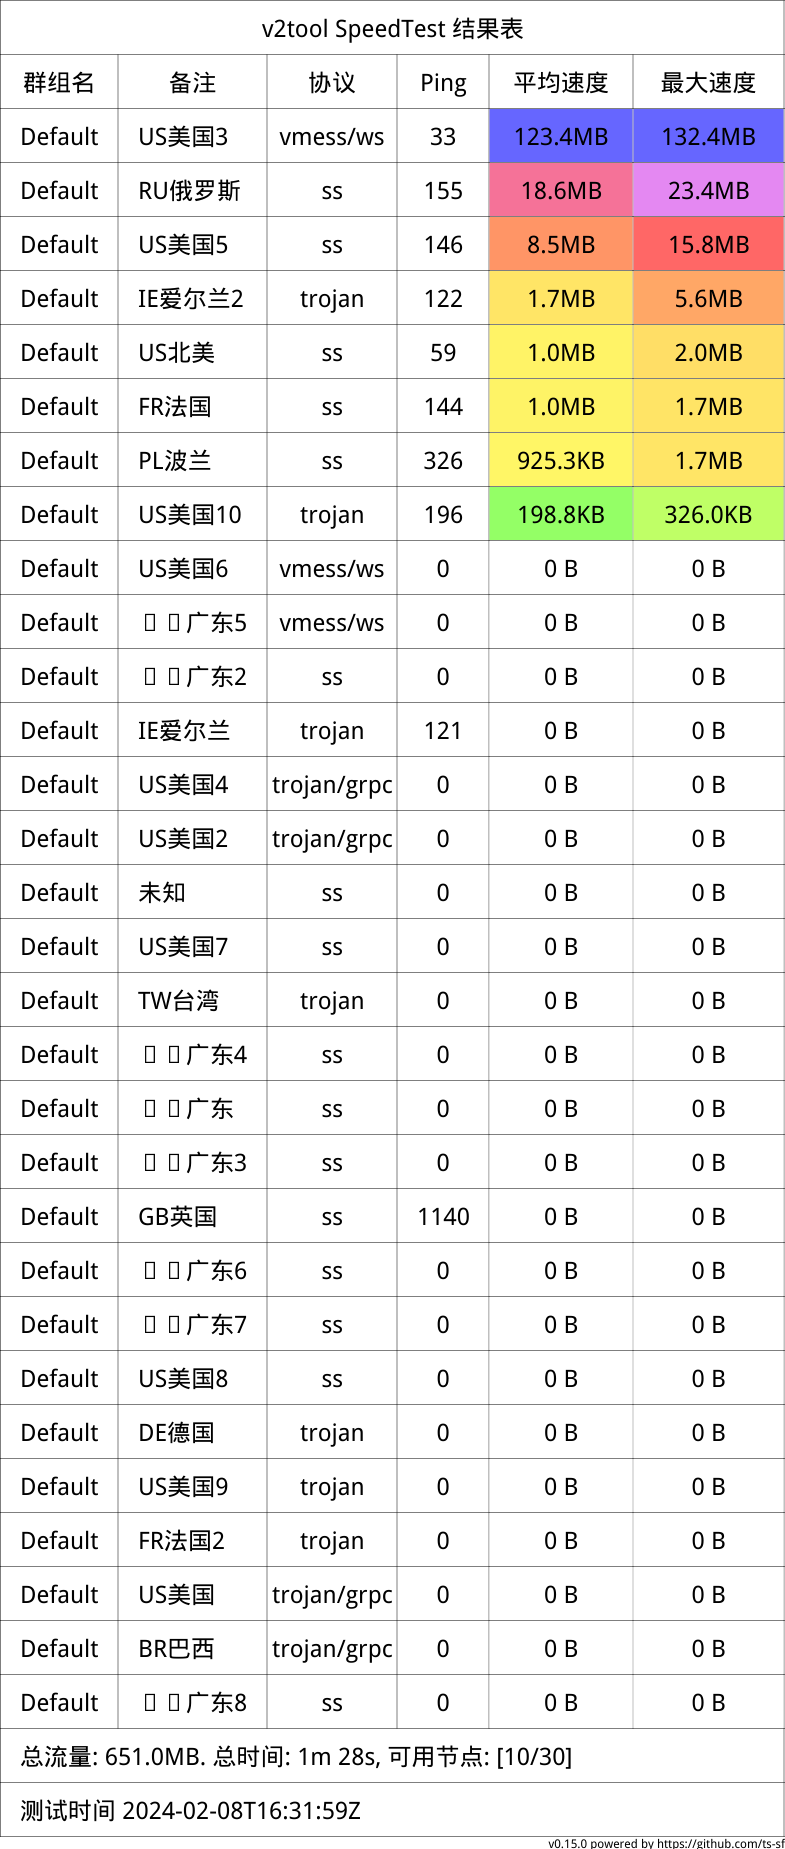 v2tool SpeedTest 结果表
群组名 备注 协议 Ping 平均速度 最大速度
Default US美国3 vmess/ws 33 123.4MB 132.4MB
Default RU俄罗斯 ss 155 18.6MB 23.4MB
Default US美国5 ss 146 8.5MB 15.8MB
Default IE爱尔兰2 trojan 122 1.7MB 5.6MB
Default US北美 ss 59 1.0MB 2.0MB
Default FR法国 ss 144 1.0MB 1.7MB
Default PL波兰 ss 326 925.3KB 1.7MB
Default US美国10 trojan 196 198.8KB 326.0KB
Default US美国6 vmess/ws 0 0 B 0 B
Default 广东5 vmess/ws 0 0 B 0 B
Default 广东2 ss 0 0 B 0 B
Default IE爱尔兰 trojan 121 0 B 0 B
Default US美国4 trojan/grpc 0 0 B 0 B
Default US美国2 trojan/grpc 0 0 B 0 B
Default 未知 ss 0 0 B 0 B
Default US美国7 ss 0 0 B 0 B
Default TW台湾 trojan 0 0 B 0 B
Default 广东4 ss 0 0 B 0 B
Default 广东 ss 0 0 B 0 B
Default 广东3 ss 0 0 B 0 B
Default GB英国 ss 1140 0 B 0 B
Default 广东6 ss 0 0 B 0 B
Default 广东7 ss 0 0 B 0 B
Default US美国8 ss 0 0 B 0 B
Default DE德国 trojan 0 0 B 0 B
Default US美国9 trojan 0 0 B 0 B
Default FR法国2 trojan 0 0 B 0 B
Default US美国 trojan/grpc 0 0 B 0 B
Default BR巴西 trojan/grpc 0 0 B 0 B
Default 广东8 ss 0 0 B 0 B
总流量: 651.0MB. 总时间: 1m 28s, 可用节点: [10/30]
测试时间 2024-02-08T16:31:59Z
v0.15.0 powered by https://github.com/ts-sf